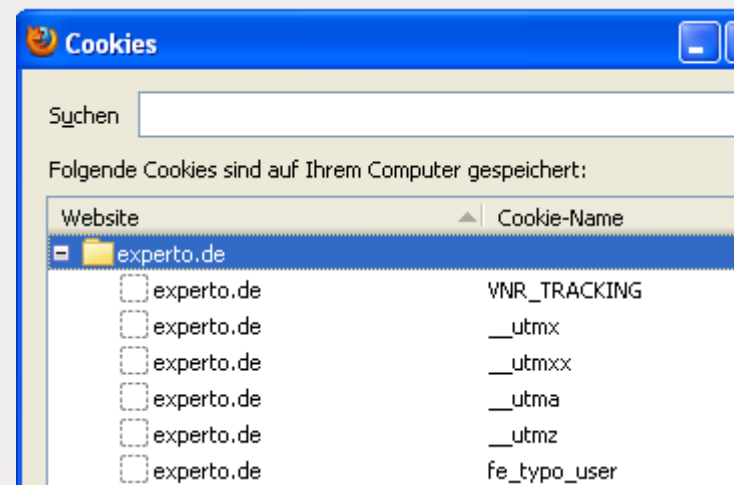 Cookies
Suchen
Folgende Cookies sind auf Ihrem Computer gespeichert:
Website Cookie-Name
experto.de
experto.de VNR_TRACKING
experto.de __utmx
experto.de __utmxx
experto.de __utma
experto.de __utmz
experto.de fe_typo_user